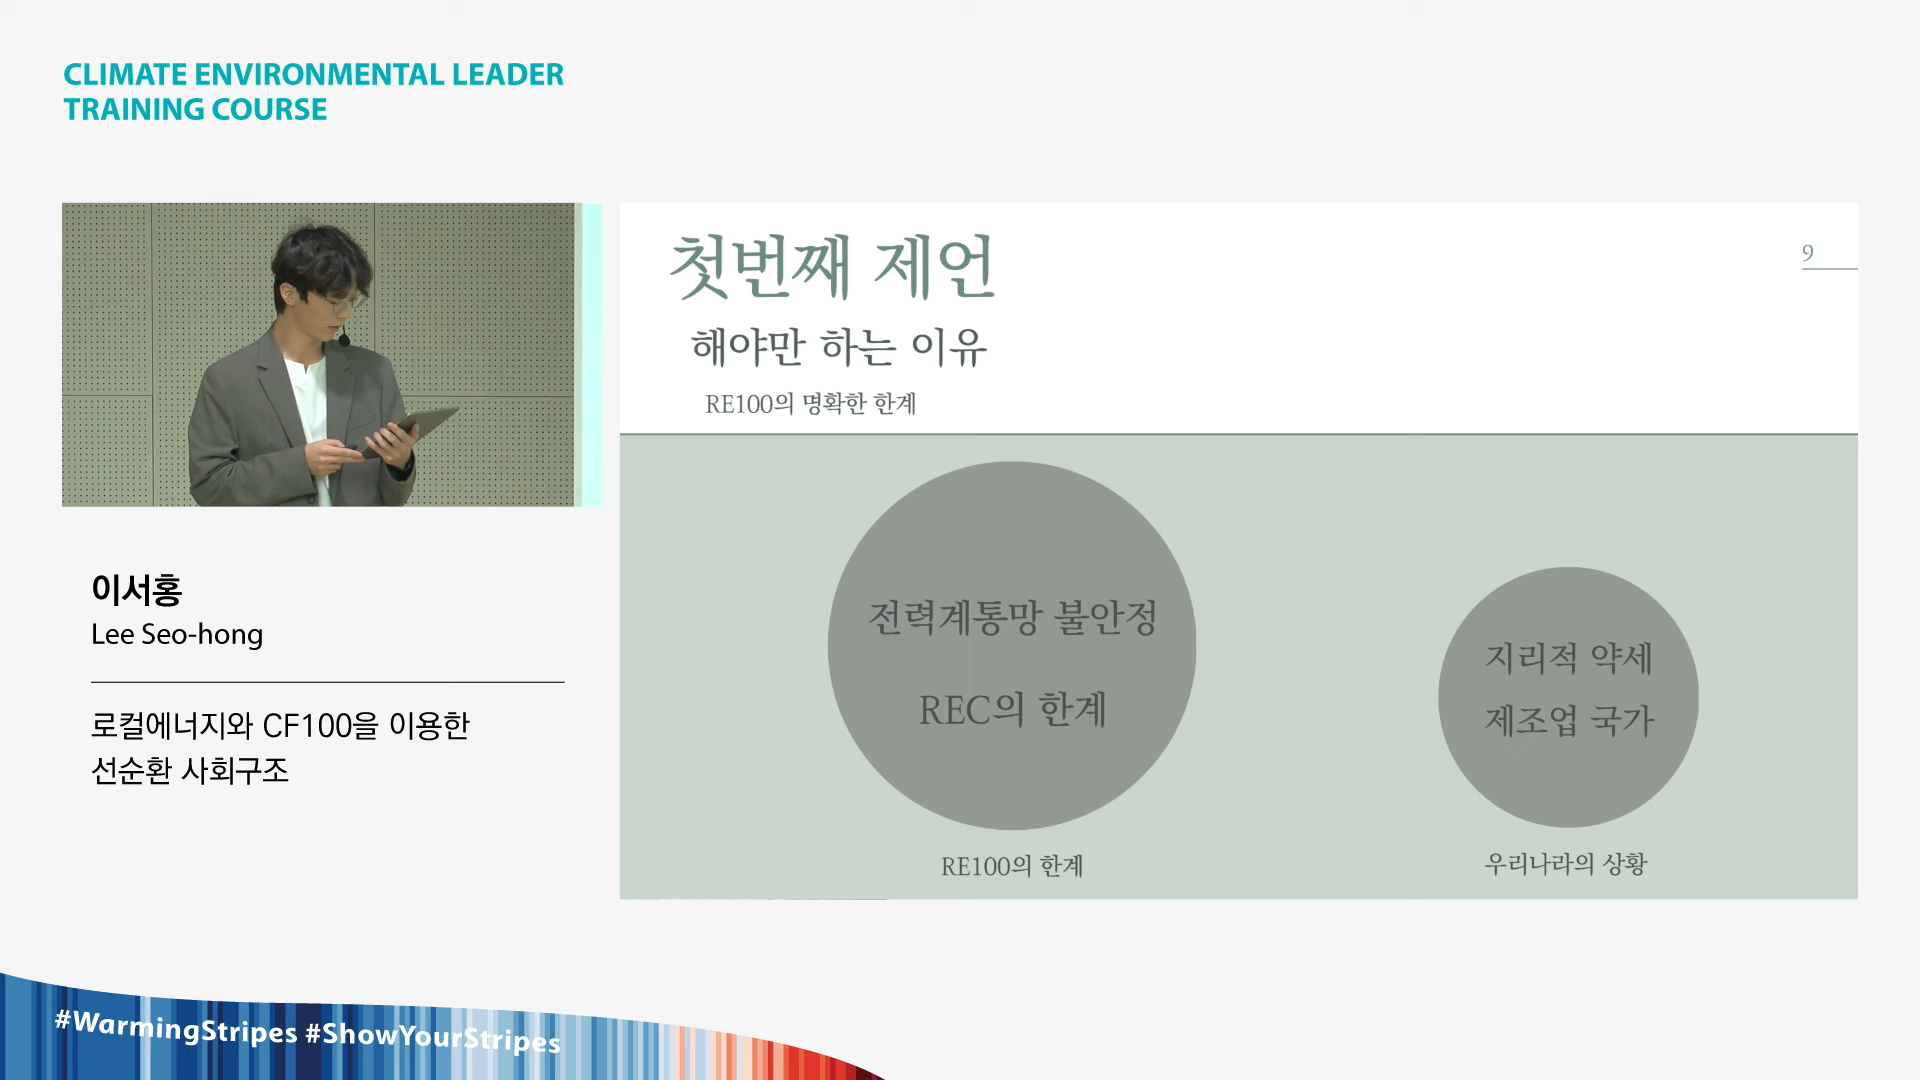 CLIMATE ENVIRONMENTAL LEADER
TRAINING COURSE
이서홍
Lee Seo-hong
로컬에너지와 CF100을 이용한
선순환 사회구조
첫번째 제언
9
해야만 하는 이유
RE100의 명확한 한계
전력계통망 불안정
REC의 한계
RE100의 한계
지리적 약세
제조업 국가
우리나라의 상황
#WarmingStripes #ShowYourStripes